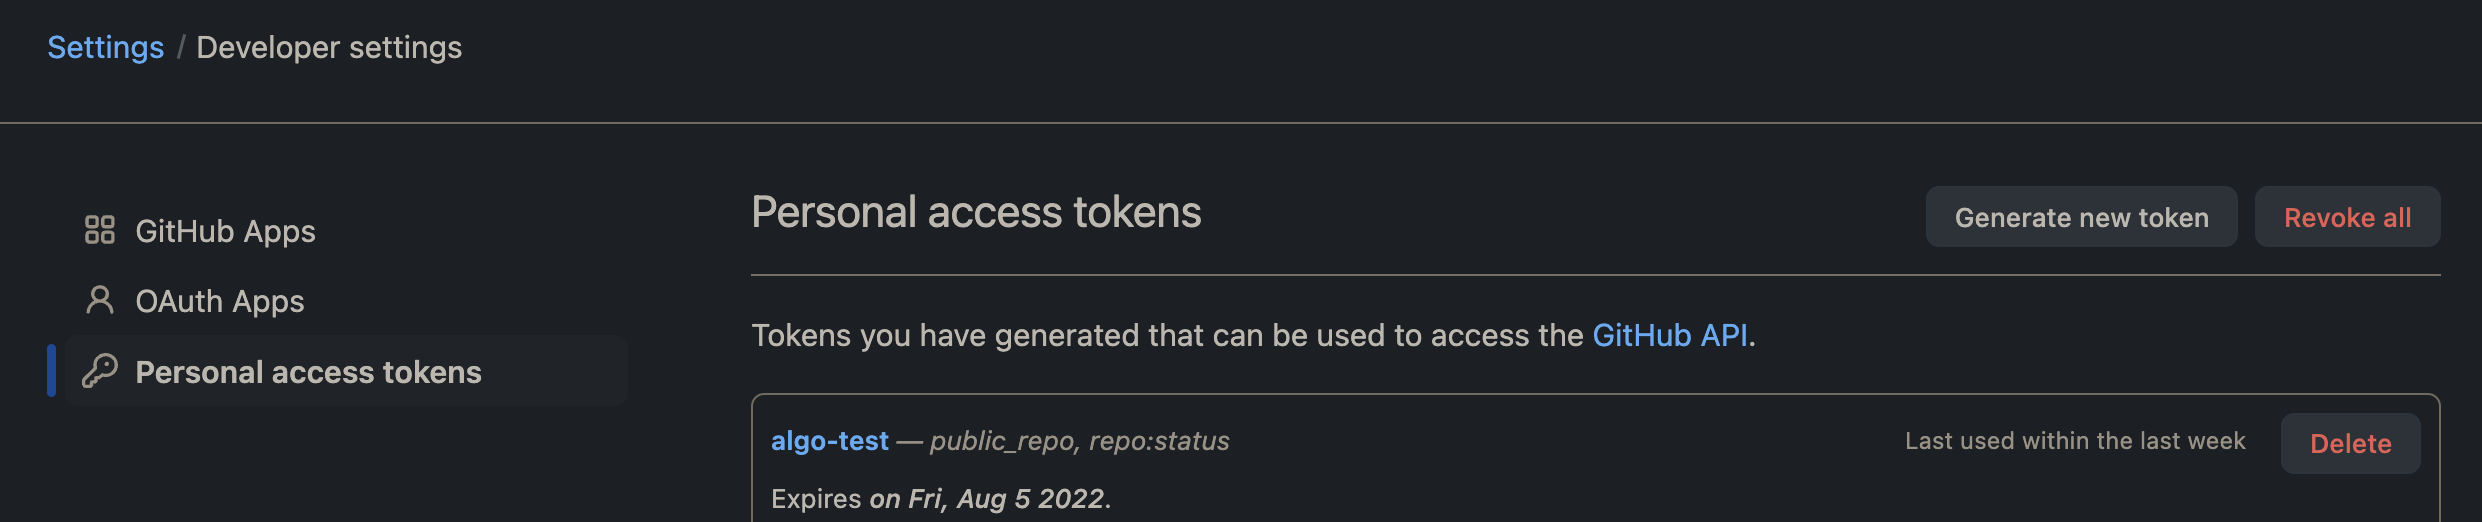 Settings / Developer settings
GitHub Apps
OAuth Apps
Personal access tokens
Personal access tokens
Generate new token
Revoke all
Tokens you have generated that can be used to access the GitHub API.
algo-test — public_repo, repo:status
Last used within the last week
Delete
Expires on Fri, Aug 5 2022.